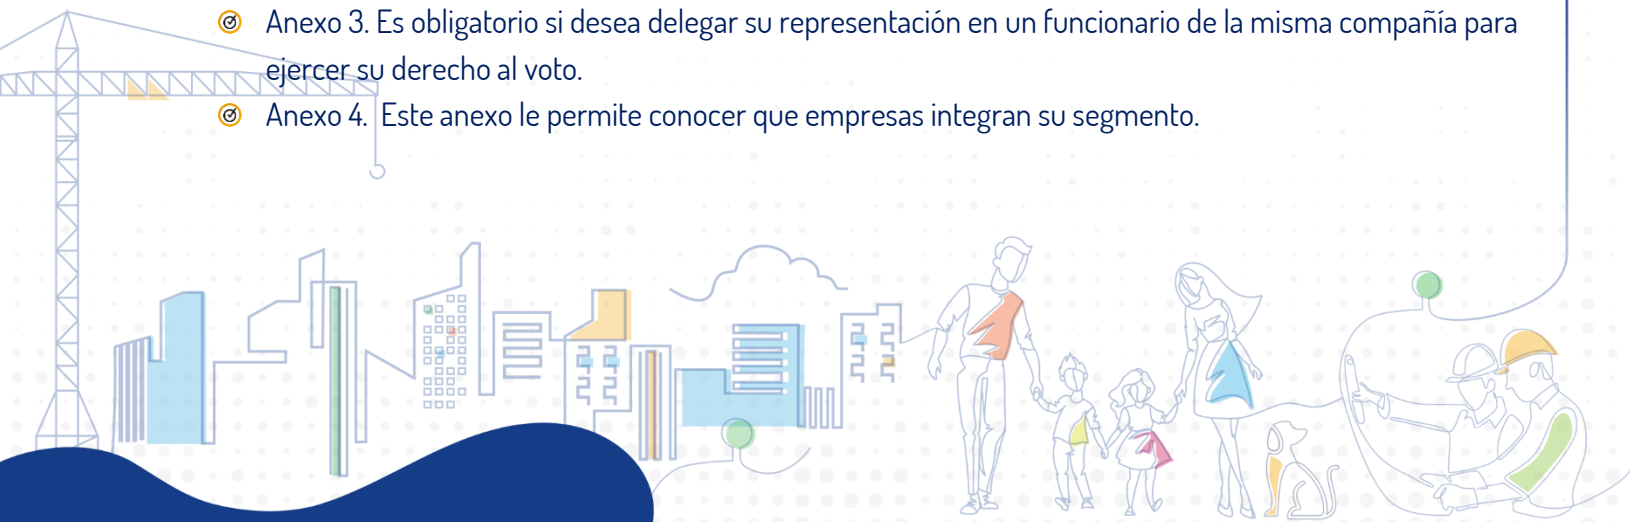 Anexo 3. Es obligatorio si desea delegar su representación en un funcionario de la misma compañía para
ejercer su derecho al voto.
Anexo 4. Este anexo le permite conocer que empresas integran su segmento.